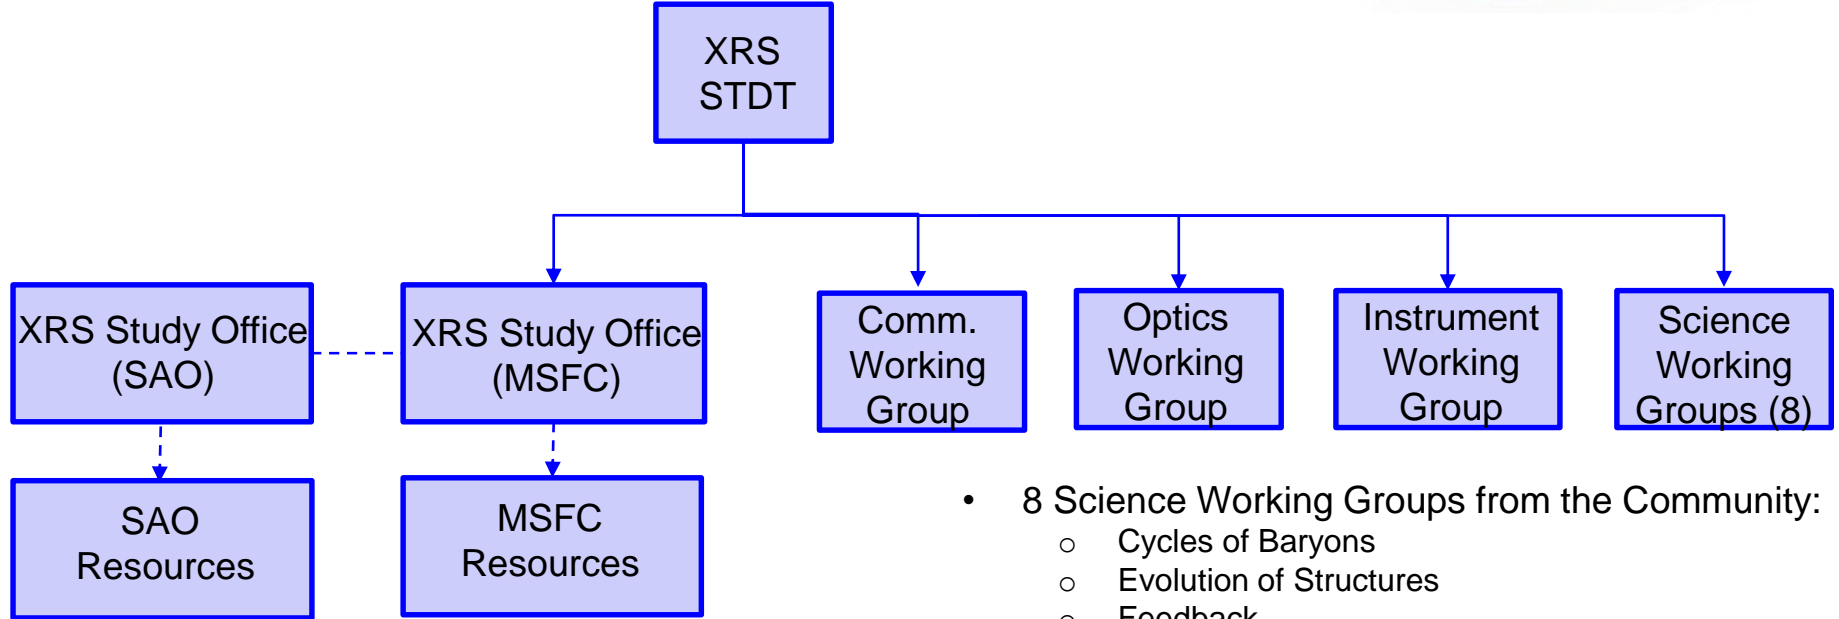 XRS
STDT
XRS Study Office
(SAO)
XRS Study Office
(MSFC)
Comm.
Working
Group
Optics
Working
Group
Instrument
Working
Group
Science
Working
Groups (8)
SAO
Resources
MSFC
Resources
• 8 Science Working Groups from the Community:
o Cycles of Baryons
o Evolution of Structures
o Feedback